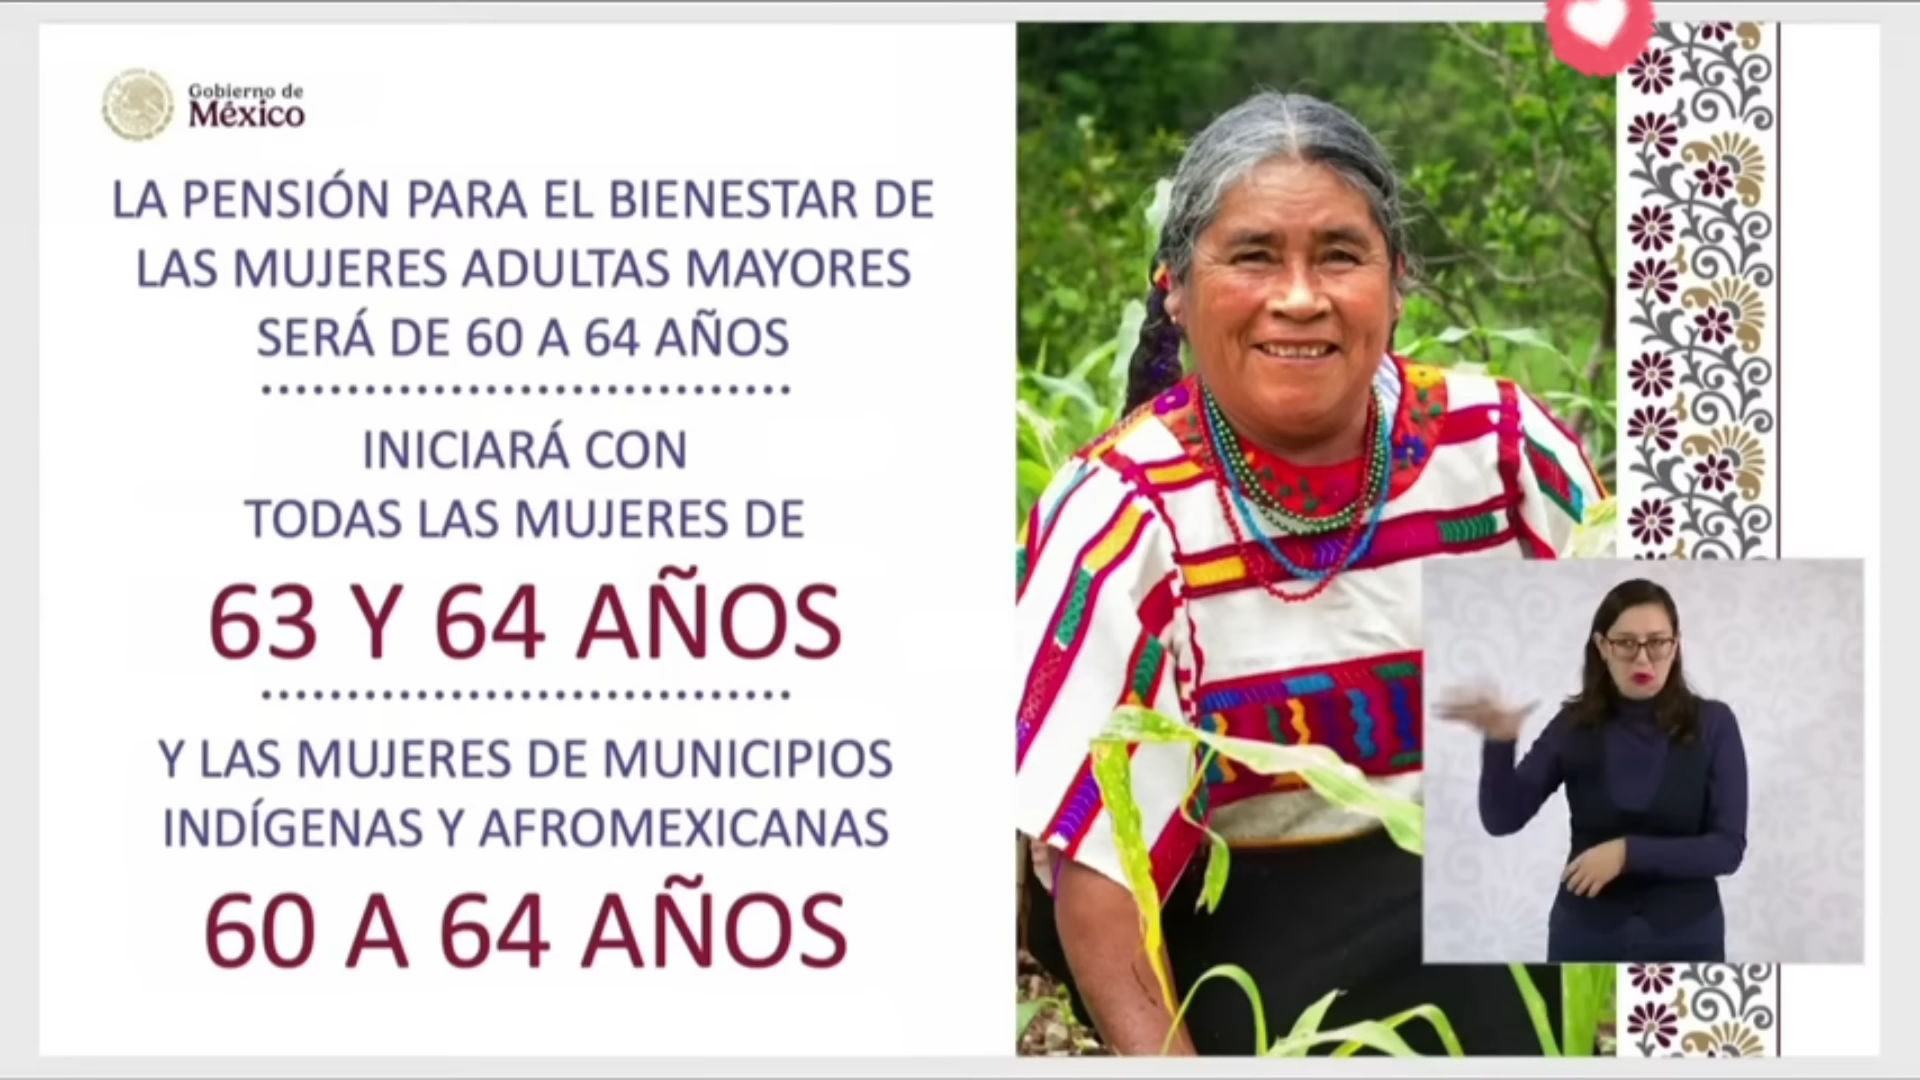 Gobierno de
México
LA PENSIÓN PARA EL BIENESTAR DE
LAS MUJERES ADULTAS MAYORES
SERÁ DE 60 A 64 AÑOS
INICIARÁ CON
TODAS LAS MUJERES DE
63 Y 64 AÑOS
Y LAS MUJERES DE MUNICIPIOS
INDÍGENAS Y AFROMEXICANAS
60 A 64 AÑOS